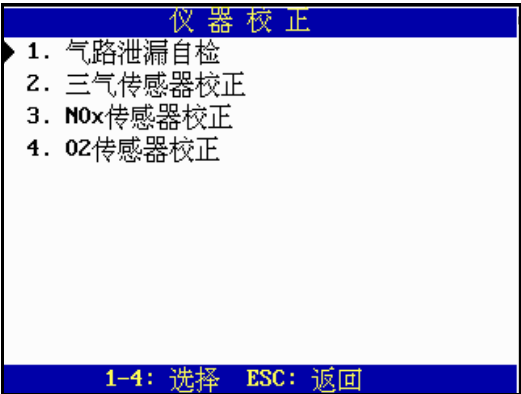 仪器校正
1. 气路泄漏自检
2. 三气传感器校正
3. NOx传感器校正
4. O2传感器校正
1-4: 选择 ESC: 返回